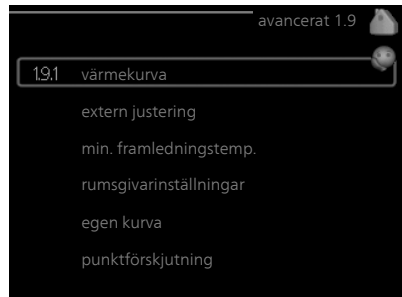 avancerat 1.9
1.9.1 värmekurva
extern justering
min. framledningstemp.
rumsgivarinställningar
egen kurva
punktförskjutning